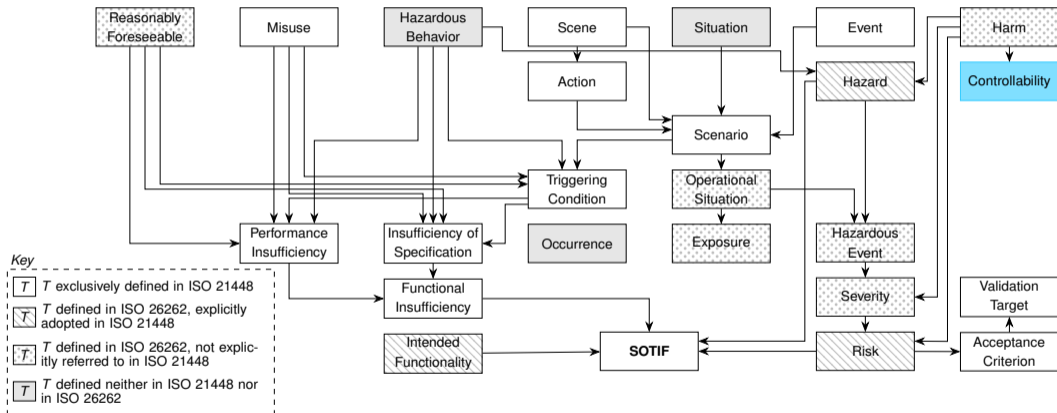 Reasonably
Foreseeable
Misuse
Hazardous
Behavior
Scene
Situation
Event
Harm
Action
Hazard
Controllability
Scenario
Triggering
Condition
Operational
Situation
Performance
Insufficiency
Insufficiency of
Specification
Occurrence
Exposure
Hazardous
Event
Functional
Insufficiency
Severity
Validation
Target
Intended
Functionality
SOTIF
Risk
Acceptance
Criterion
Key
T T exclusively defined in ISO 21448
T T defined in ISO 26262, explicitly
adopted in ISO 21448
T T defined in ISO 26262, not explic-
itly referred to in ISO 21448
T T defined neither in ISO 21448 nor
in ISO 26262